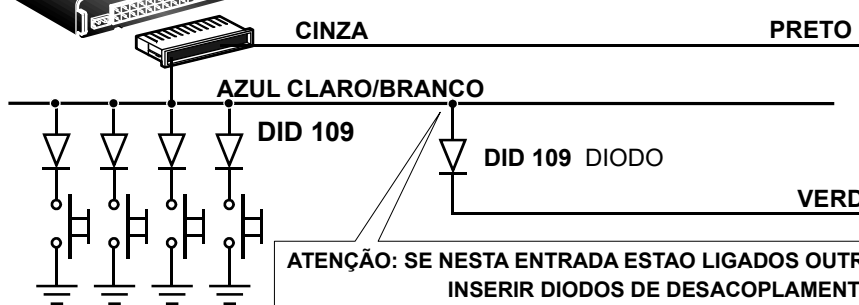 CINZA PRETO
AZUL CLARO/BRANCO
DID 109
DID 109 DIODO
VERD
ATENÇÃO: SE NESTA ENTRADA ESTAO LIGADOS OUTR
INSERIR DIODOS DE DESACOPLAMENT